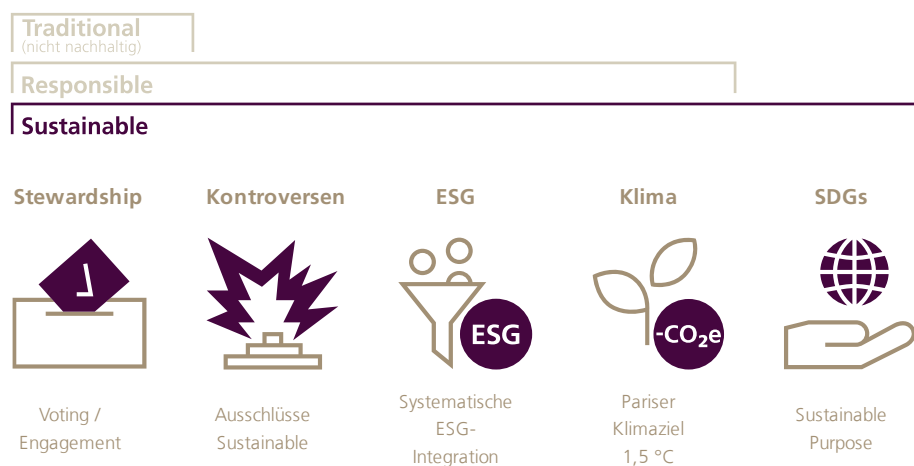 Traditional
(nicht nachhaltig)
Responsible
Sustainable
Stewardship
Kontroversen
ESG
Klima
SDGs
ESG
-CO₂e
Voting /
Engagement
Ausschlüsse
Sustainable
Systematische
ESG-
Integration
Pariser
Klimaziel
1,5 °C
Sustainable
Purpose